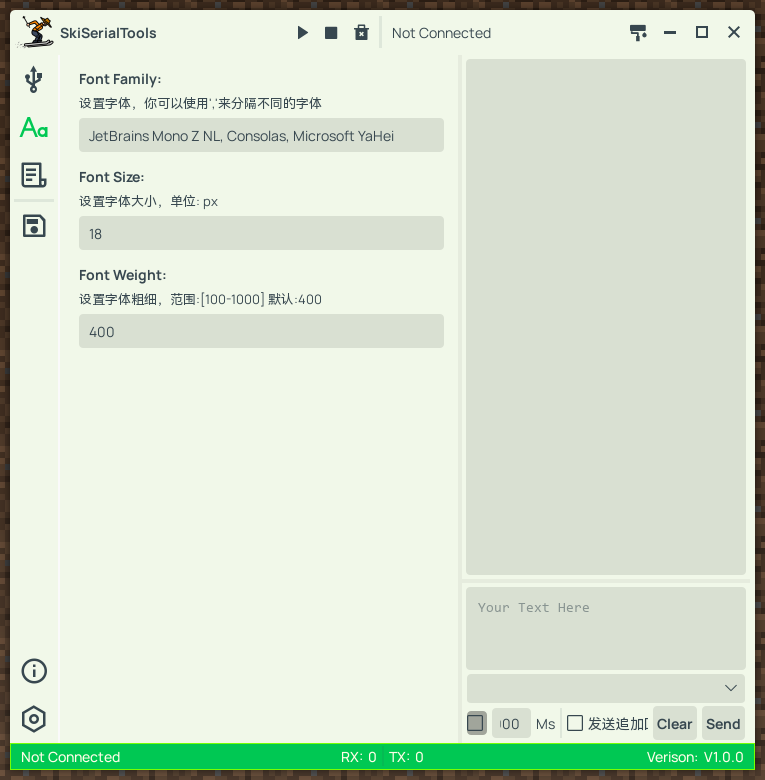 SkiSerialTools
Not Connected
Font Family:
设置字体，你可以使用','来分隔不同的字体
JetBrains Mono Z NL, Consolas, Microsoft YaHei
Font Size:
设置字体大小，单位: px
18
Font Weight:
设置字体粗细，范围:[100-1000] 默认:400
400
Your Text Here
Ms
发送追加
Clear
Send
Not Connected
RX: 0
TX: 0
Verison: V1.0.0